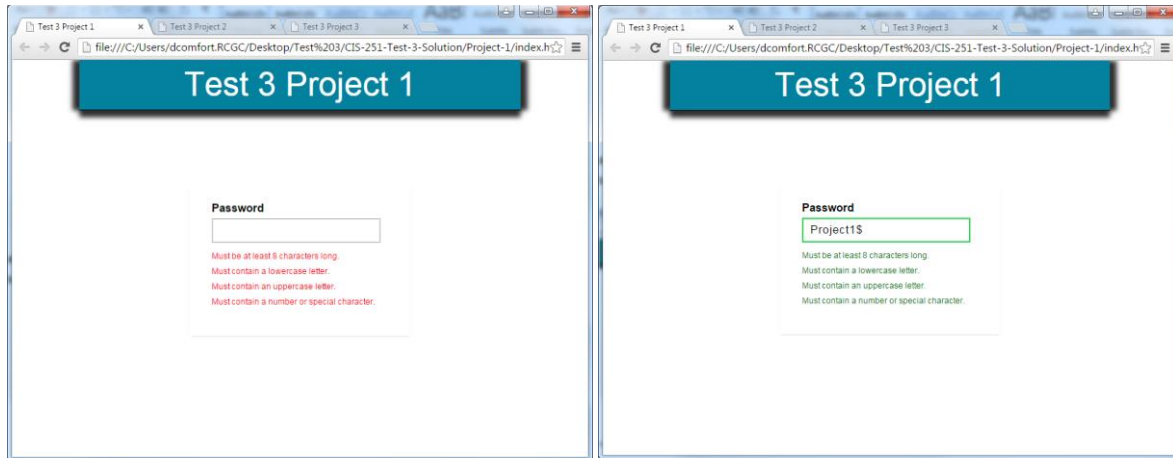 Test 3 Project 1
Test 3 Project 2
Test 3 Project 3
file:///C:/Users/dcomfort.RCGC/Desktop/Test%203/CIS-251-Test-3-Solution/Project-1/index.h
Test 3 Project 1
Password
Must be at least 8 characters long.
Must contain a lowercase letter.
Must contain an uppercase letter.
Must contain a number or special character.
Test 3 Project 1
Test 3 Project 2
Test 3 Project 3
file:///C:/Users/dcomfort.RCGC/Desktop/Test%203/CIS-251-Test-3-Solution/Project-1/index.h
Test 3 Project 1
Password
Project1$
Must be at least 8 characters long.
Must contain a lowercase letter.
Must contain an uppercase letter.
Must contain a number or special character.